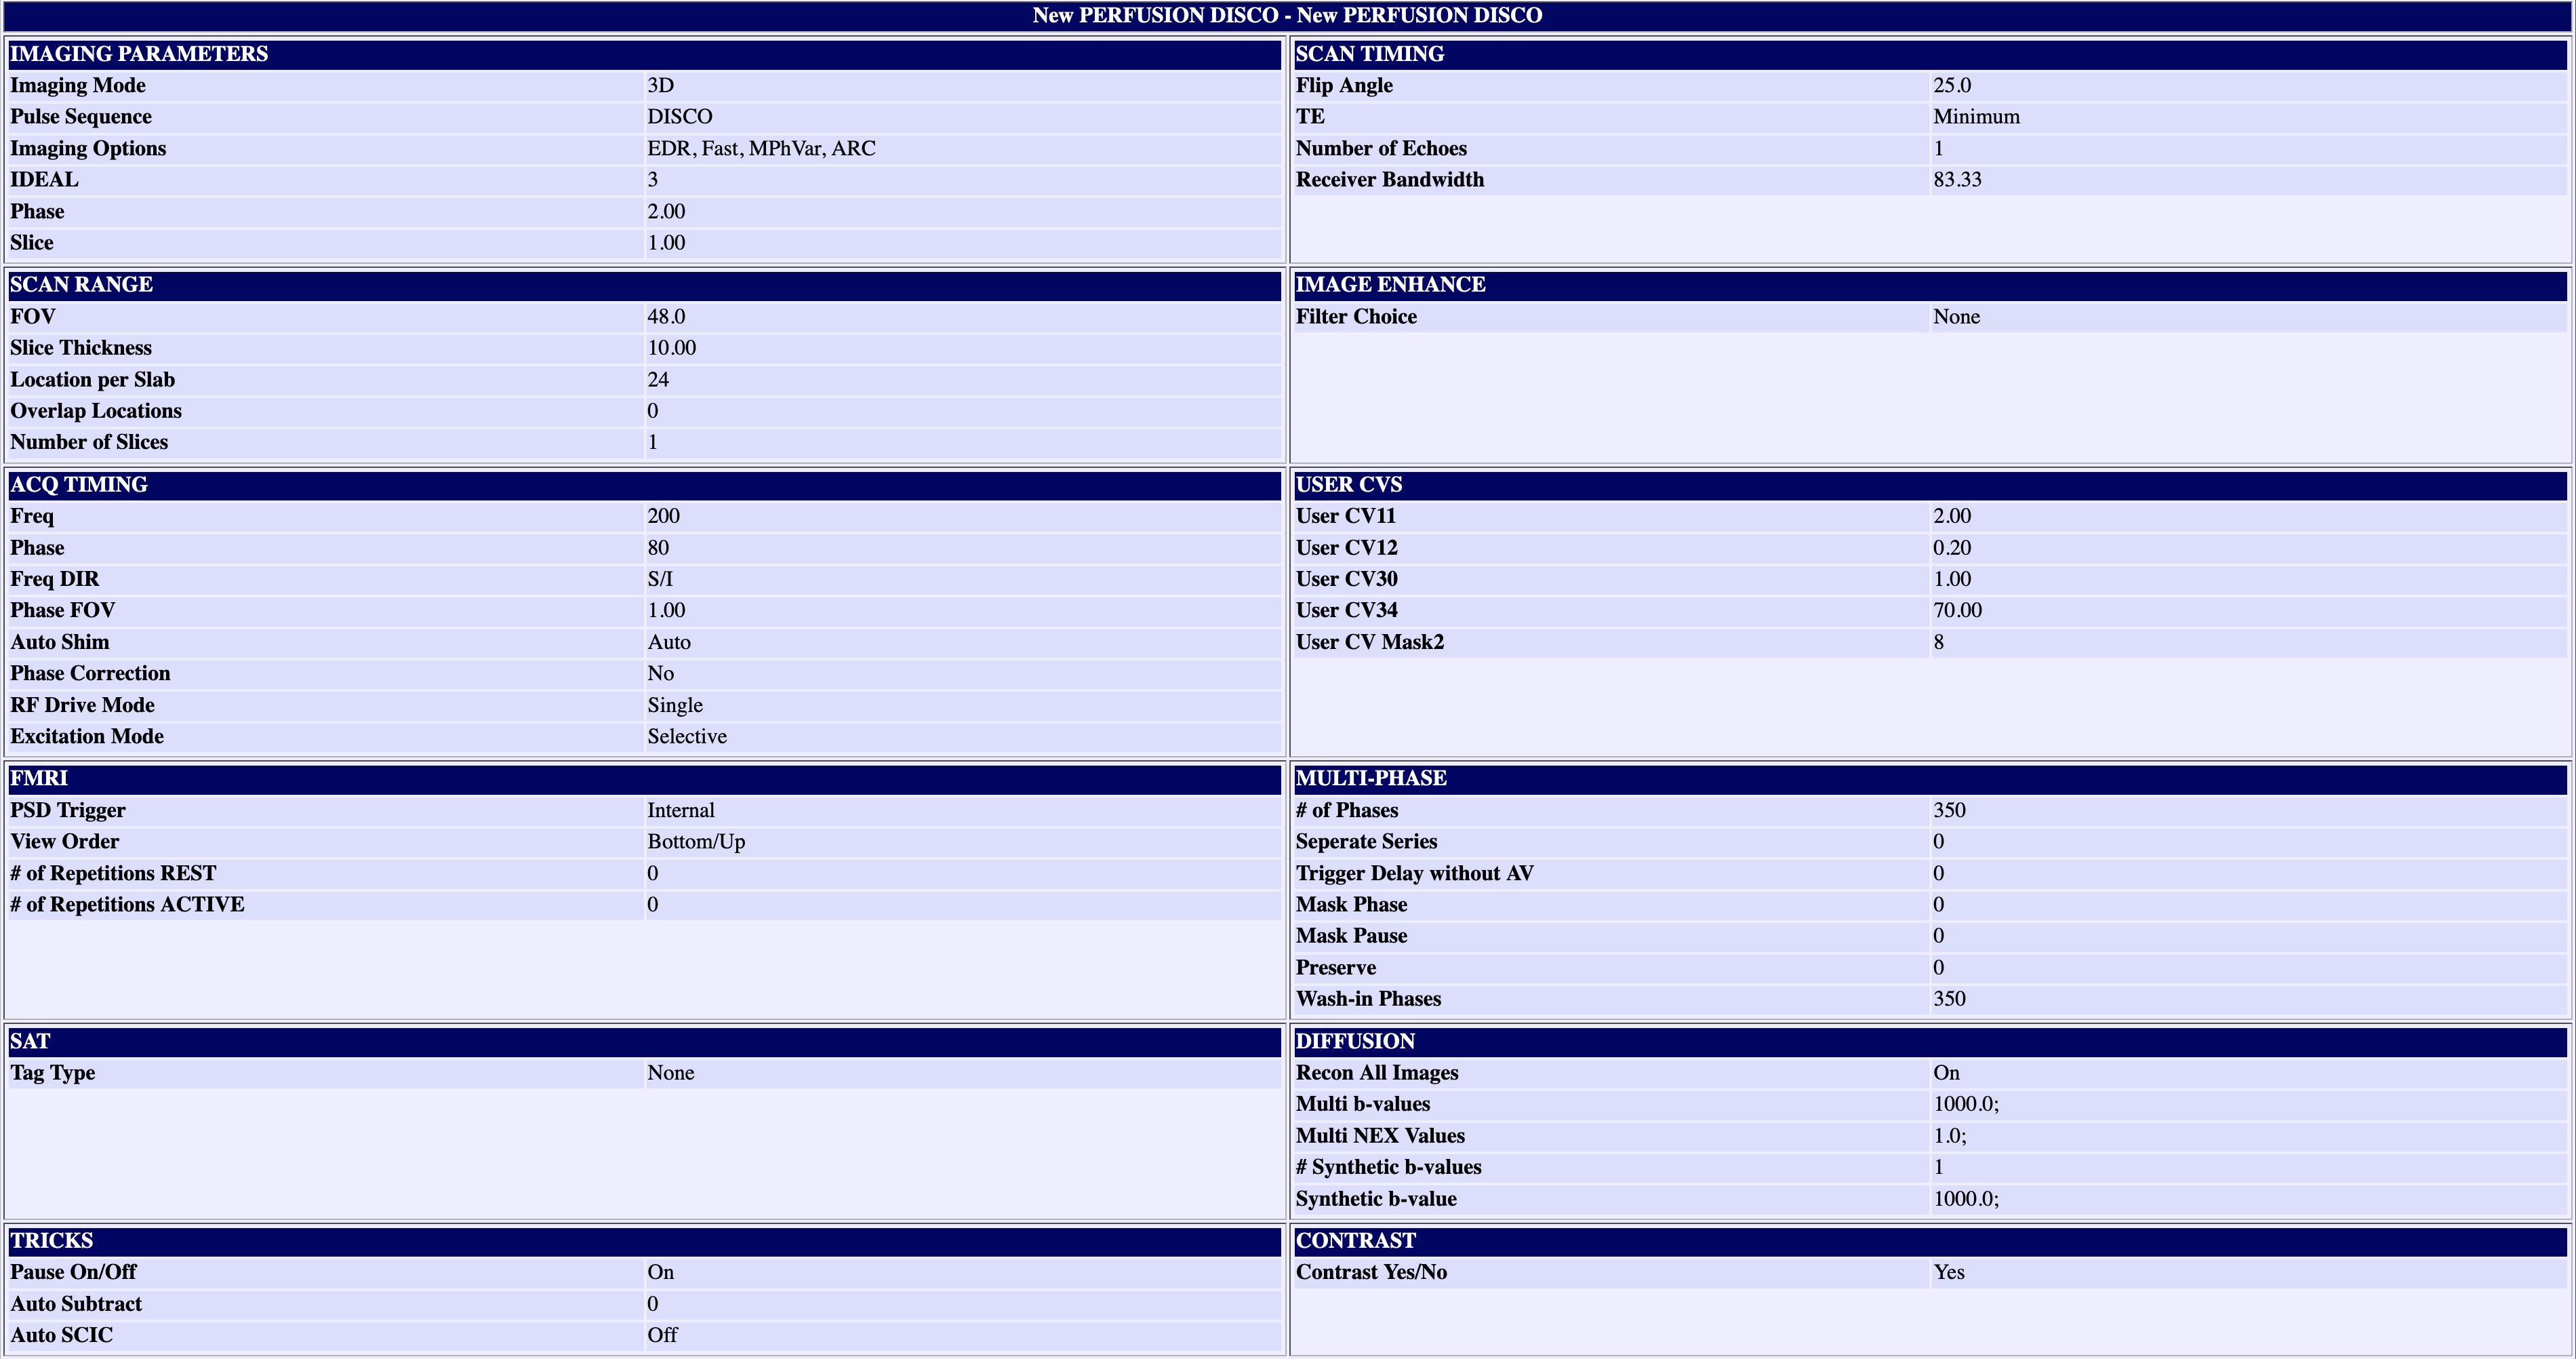 New PERFUSION DISCO - New PERFUSION DISCO
IMAGING PARAMETERS
Imaging Mode 3D
Pulse Sequence DISCO
Imaging Options EDR, Fast, MPhVar, ARC
IDEAL 3
Phase 2.00
Slice 1.00
SCAN TIMING
Flip Angle 25.0
TE Minimum
Number of Echoes 1
Receiver Bandwidth 83.33
SCAN RANGE
FOV 48.0
Slice Thickness 10.00
Location per Slab 24
Overlap Locations 0
Number of Slices 1
IMAGE ENHANCE
Filter Choice None
ACQ TIMING
Freq 200
Phase 80
Freq DIR S/I
Phase FOV 1.00
Auto Shim Auto
Phase Correction No
RF Drive Mode Single
Excitation Mode Selective
USER CVS
User CV11 2.00
User CV12 0.20
User CV30 1.00
User CV34 70.00
User CV Mask2 8
FMRI
PSD Trigger Internal
View Order Bottom/Up
# of Repetitions REST 0
# of Repetitions ACTIVE 0
MULTI-PHASE
# of Phases 350
Seperate Series 0
Trigger Delay without AV 0
Mask Phase 0
Mask Pause 0
Preserve 0
Wash-in Phases 350
SAT
Tag Type None
DIFFUSION
Recon All Images On
Multi b-values 1000.0;
Multi NEX Values 1.0;
# Synthetic b-values 1
Synthetic b-value 1000.0;
TRICKS
Pause On/Off On
Auto Subtract 0
Auto SCIC Off
CONTRAST
Contrast Yes/No Yes